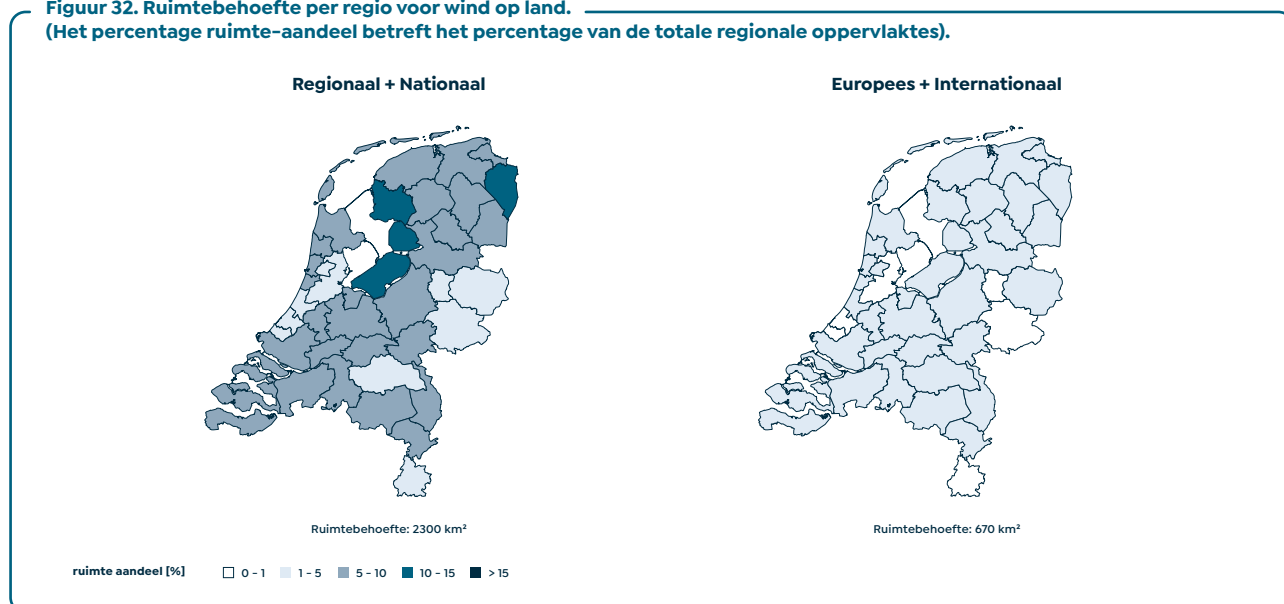 Figuur 32. Ruimtebehoefte per regio voor wind op land.
(Het percentage ruimte-aandeel betreft het percentage van de totale regionale oppervlaktes).
Regionaal + Nationaal
Europees + Internationaal
Ruimtebehoefte: 2300 km²
Ruimtebehoefte: 670 km²
ruimte aandeel [%] 0 - 1 1 - 5 5 - 10 10 - 15 > 15